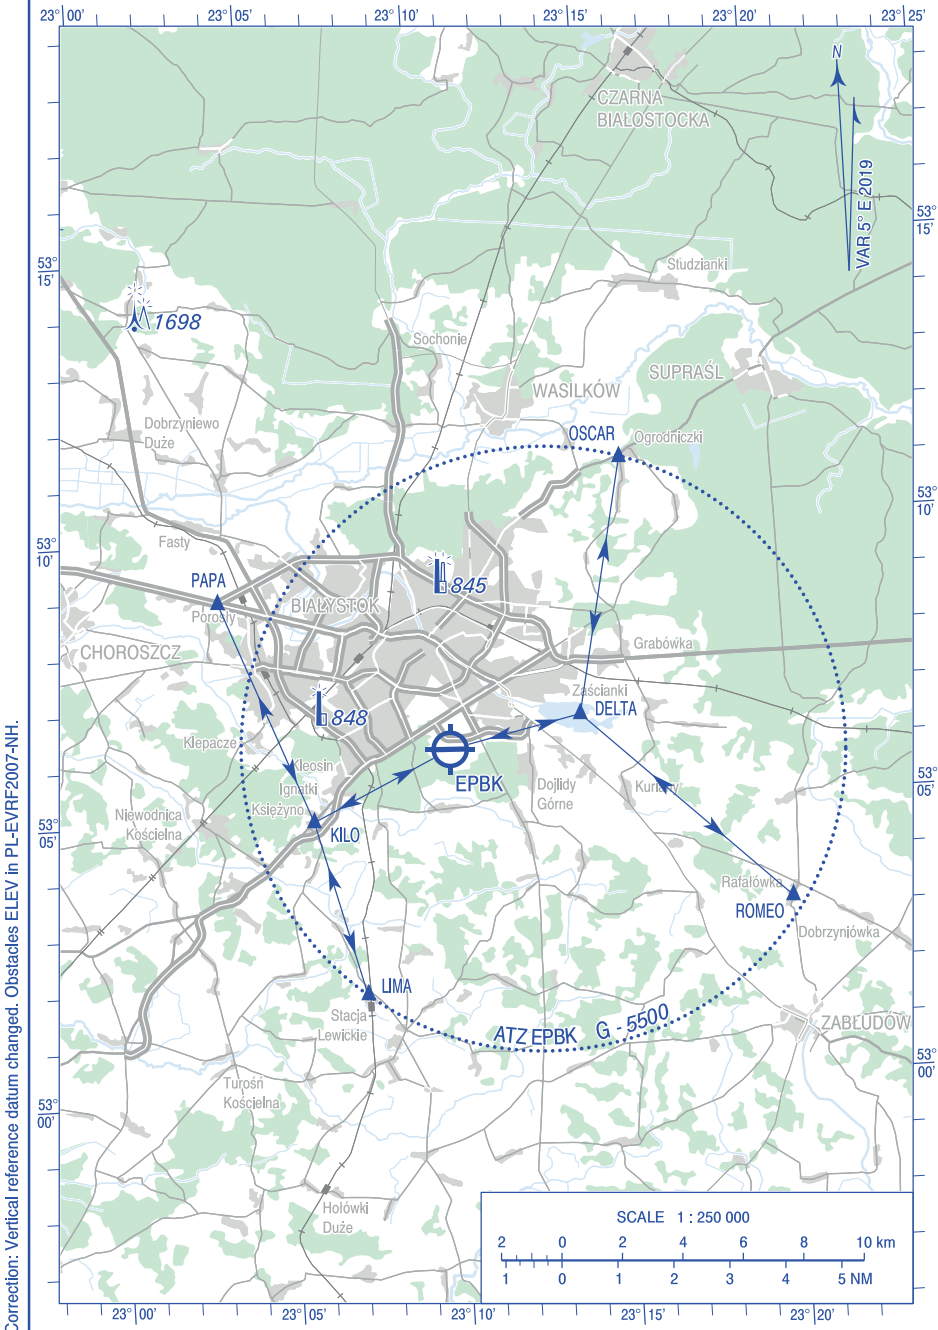 23° 00' 23° 05' 23° 10' 23° 15' 23° 20' 23° 25'
N
CZARNA
BIAŁOSTOCKA
VAR 5° E 2019
53°
15'
53°
15'
Studzianki
1698
Sochonie
SUPRAŚL
WASILKÓW
Dobrzyniewo
Duże
OSCAR
Ogrodniczki
53°
10'
Fasty
53°
10'
PAPA
845
BIAŁYSTOK
Porosły
Grabówka
CHOROSZCZ
Zaścianki
DELTA
848
Klepacze
Kleosin
EPBK
Dojlidy
Górne
Kuriany
53°
05'
Ignatki
Księżyno
Niewodnica
Kościelna
KILO
53°
05'
Rafałówka
ROMEO
Dobrzyniówka
LIMA
Stacja
Lewickie
ATZ EPBK G - 5500
ZABŁUDÓW
53°
00'
Turośń
Kościelna
53°
00'
Hołówki
Duże
SCALE 1 : 250 000
2 0 2 4 6 8 10 km
1 0 1 2 3 4 5 NM
23° 00' 23° 05' 23° 10' 23° 15' 23° 20'
Correction: Vertical reference datum changed. Obstacles ELEV in PL-EVRF2007-NH.